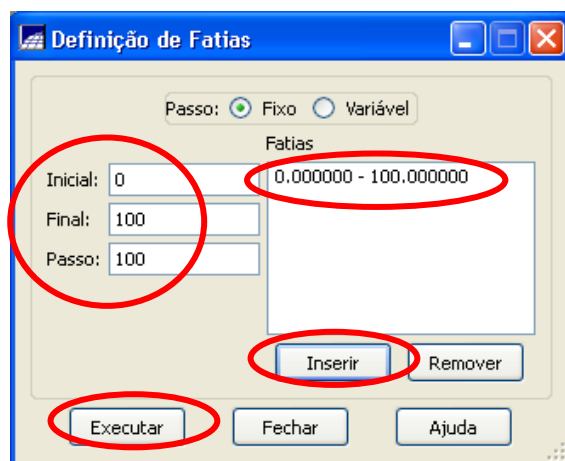 Definição de Fatias
Passo: Fixo Variável
Fatias
Inicial: 0
0.000000 - 100.000000
Final: 100
Passo: 100
Inserir Remover
Executar Fechar Ajuda